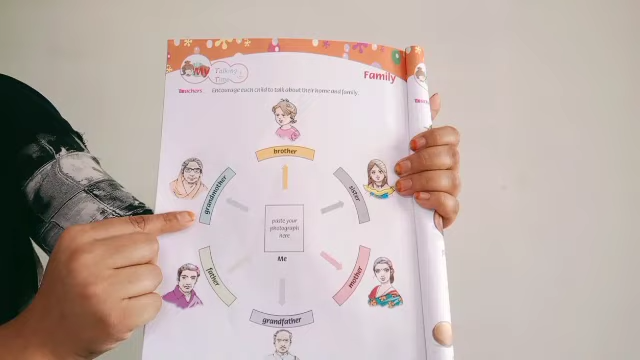 My
Talking
Time
Family
Teachers Encourage each child to talk about their home and family.
brother
grandmother
sister
paste your
photograph
here
Me
father
mother
grandfather